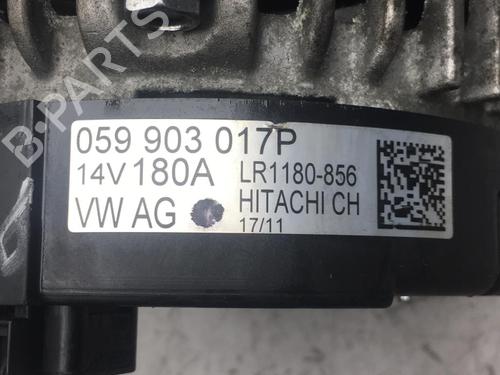 059 903 017P
14V 180A LR1180-856
VW AG HITACHI CH
17/11
B-PARTS